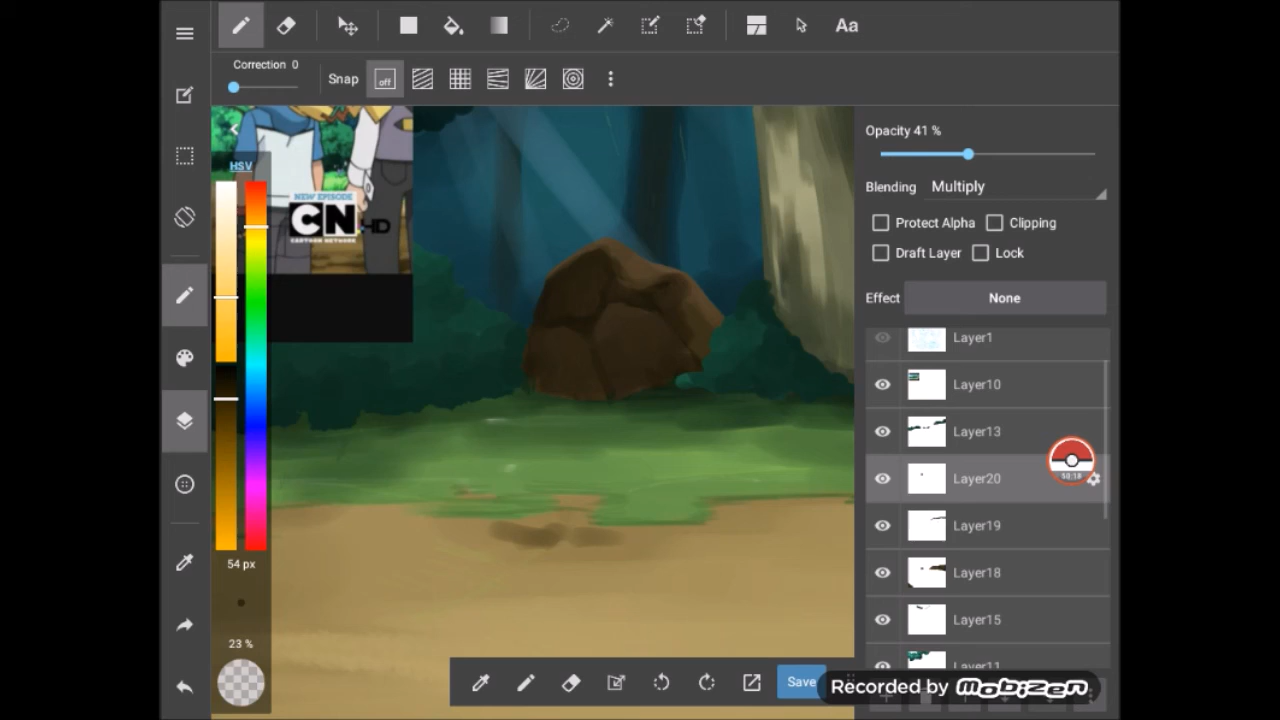 Aa
Correction 0
Snap
off
Opacity 41 %
HSV
Blending
Multiply
NEW EPISODE
CN HD
CARTOON NETWORK
Protect Alpha
Clipping
Draft Layer
Lock
Effect
None
Layer1
Layer10
Layer13
Layer20
Layer19
Layer18
Layer15
Layer11
54 px
23 %
Save
Recorded by Mobizen